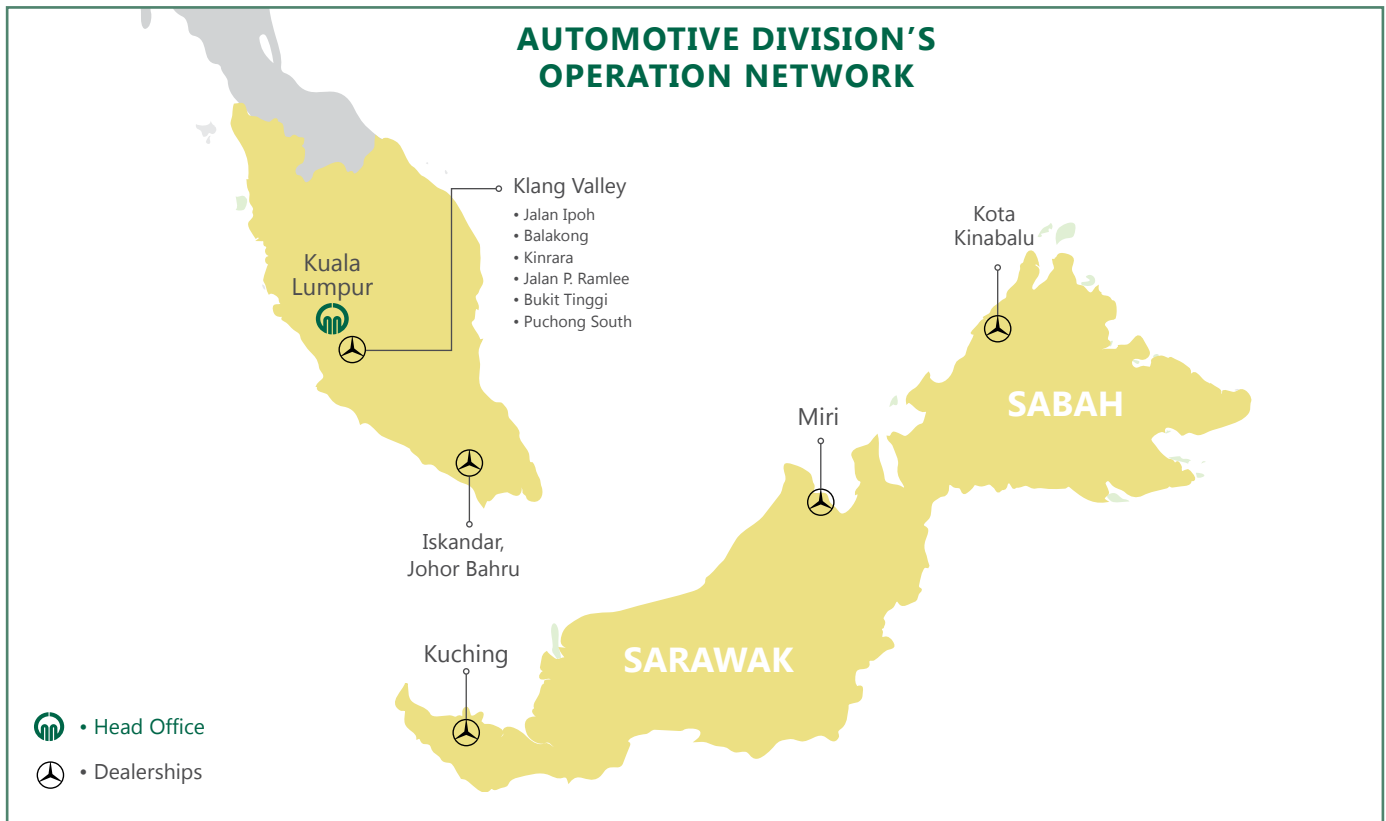 AUTOMOTIVE DIVISION'S
OPERATION NETWORK
Klang Valley
• Jalan Ipoh
• Balakong
• Kinrara
• Jalan P. Ramlee
• Bukit Tinggi
• Puchong South
Kuala
Lumpur
Kota
Kinabalu
SABAH
Miri
Iskandar,
Johor Bahru
Kuching
SARAWAK
• Head Office
• Dealerships